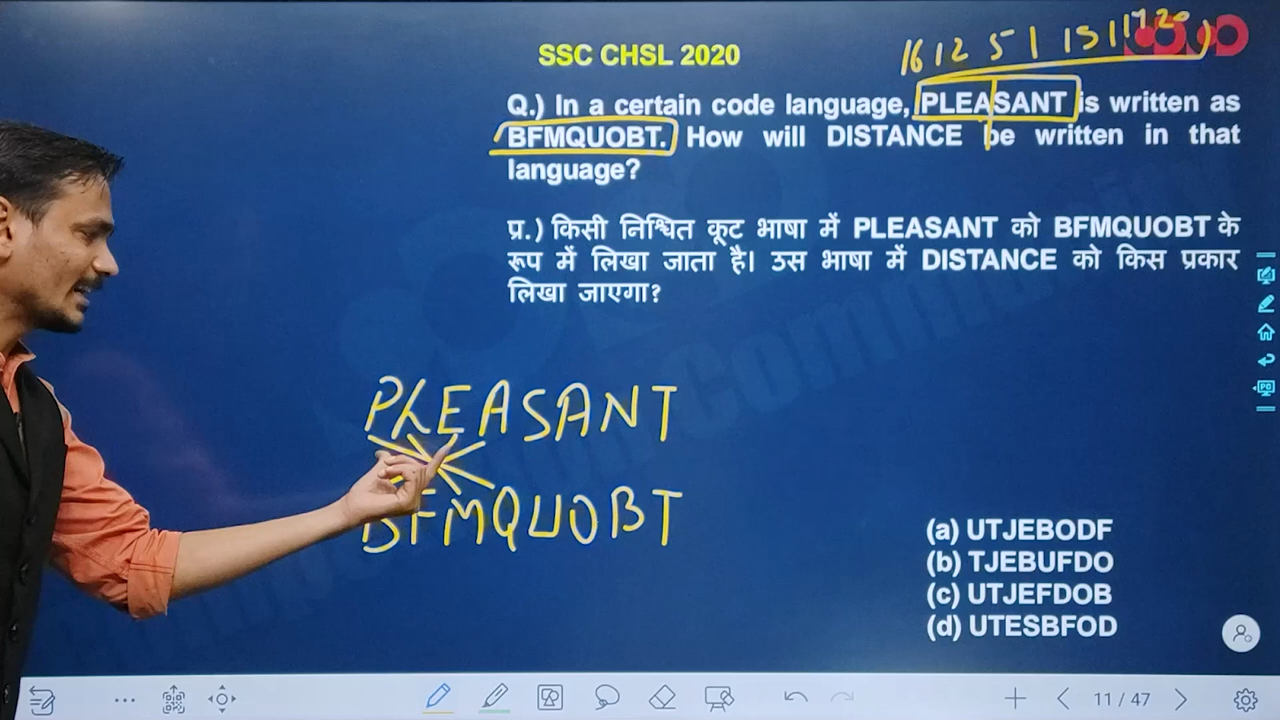 16 12 5 1 19 1 14 20
SSC CHSL 2020
Q.) In a certain code language, PLEASANT is written as
BFMQUOBT. How will DISTANCE be written in that
language?
प्र.) किसी निश्चित कूट भाषा में PLEASANT को BFMQUOBT के
रूप में लिखा जाता है। उस भाषा में DISTANCE को किस प्रकार
लिखा जाएगा?
PLEASANT
BFMQUOBT
(a) UTJEBODF
(b) TJEBUFDO
(c) UTJEFDOB
(d) UTESBFOD
11 / 47